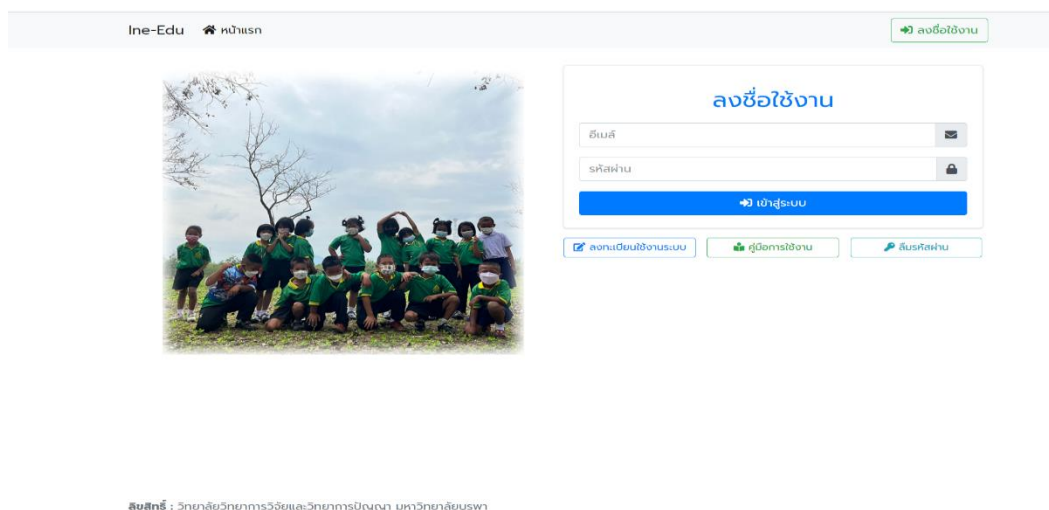 Ine-Edu หน้าแรก ลงชื่อใช้งาน
ลงชื่อใช้งาน
อีเมล์
รหัสผ่าน
เข้าสู่ระบบ
ลงทะเบียนใช้งานระบบ คู่มือการใช้งาน ลืมรหัสผ่าน
ลิขสิทธิ์ : วิทยาลัยวิทยาการวิจัยและวิทยาการปัญญา มหาวิทยาลัยบูรพา